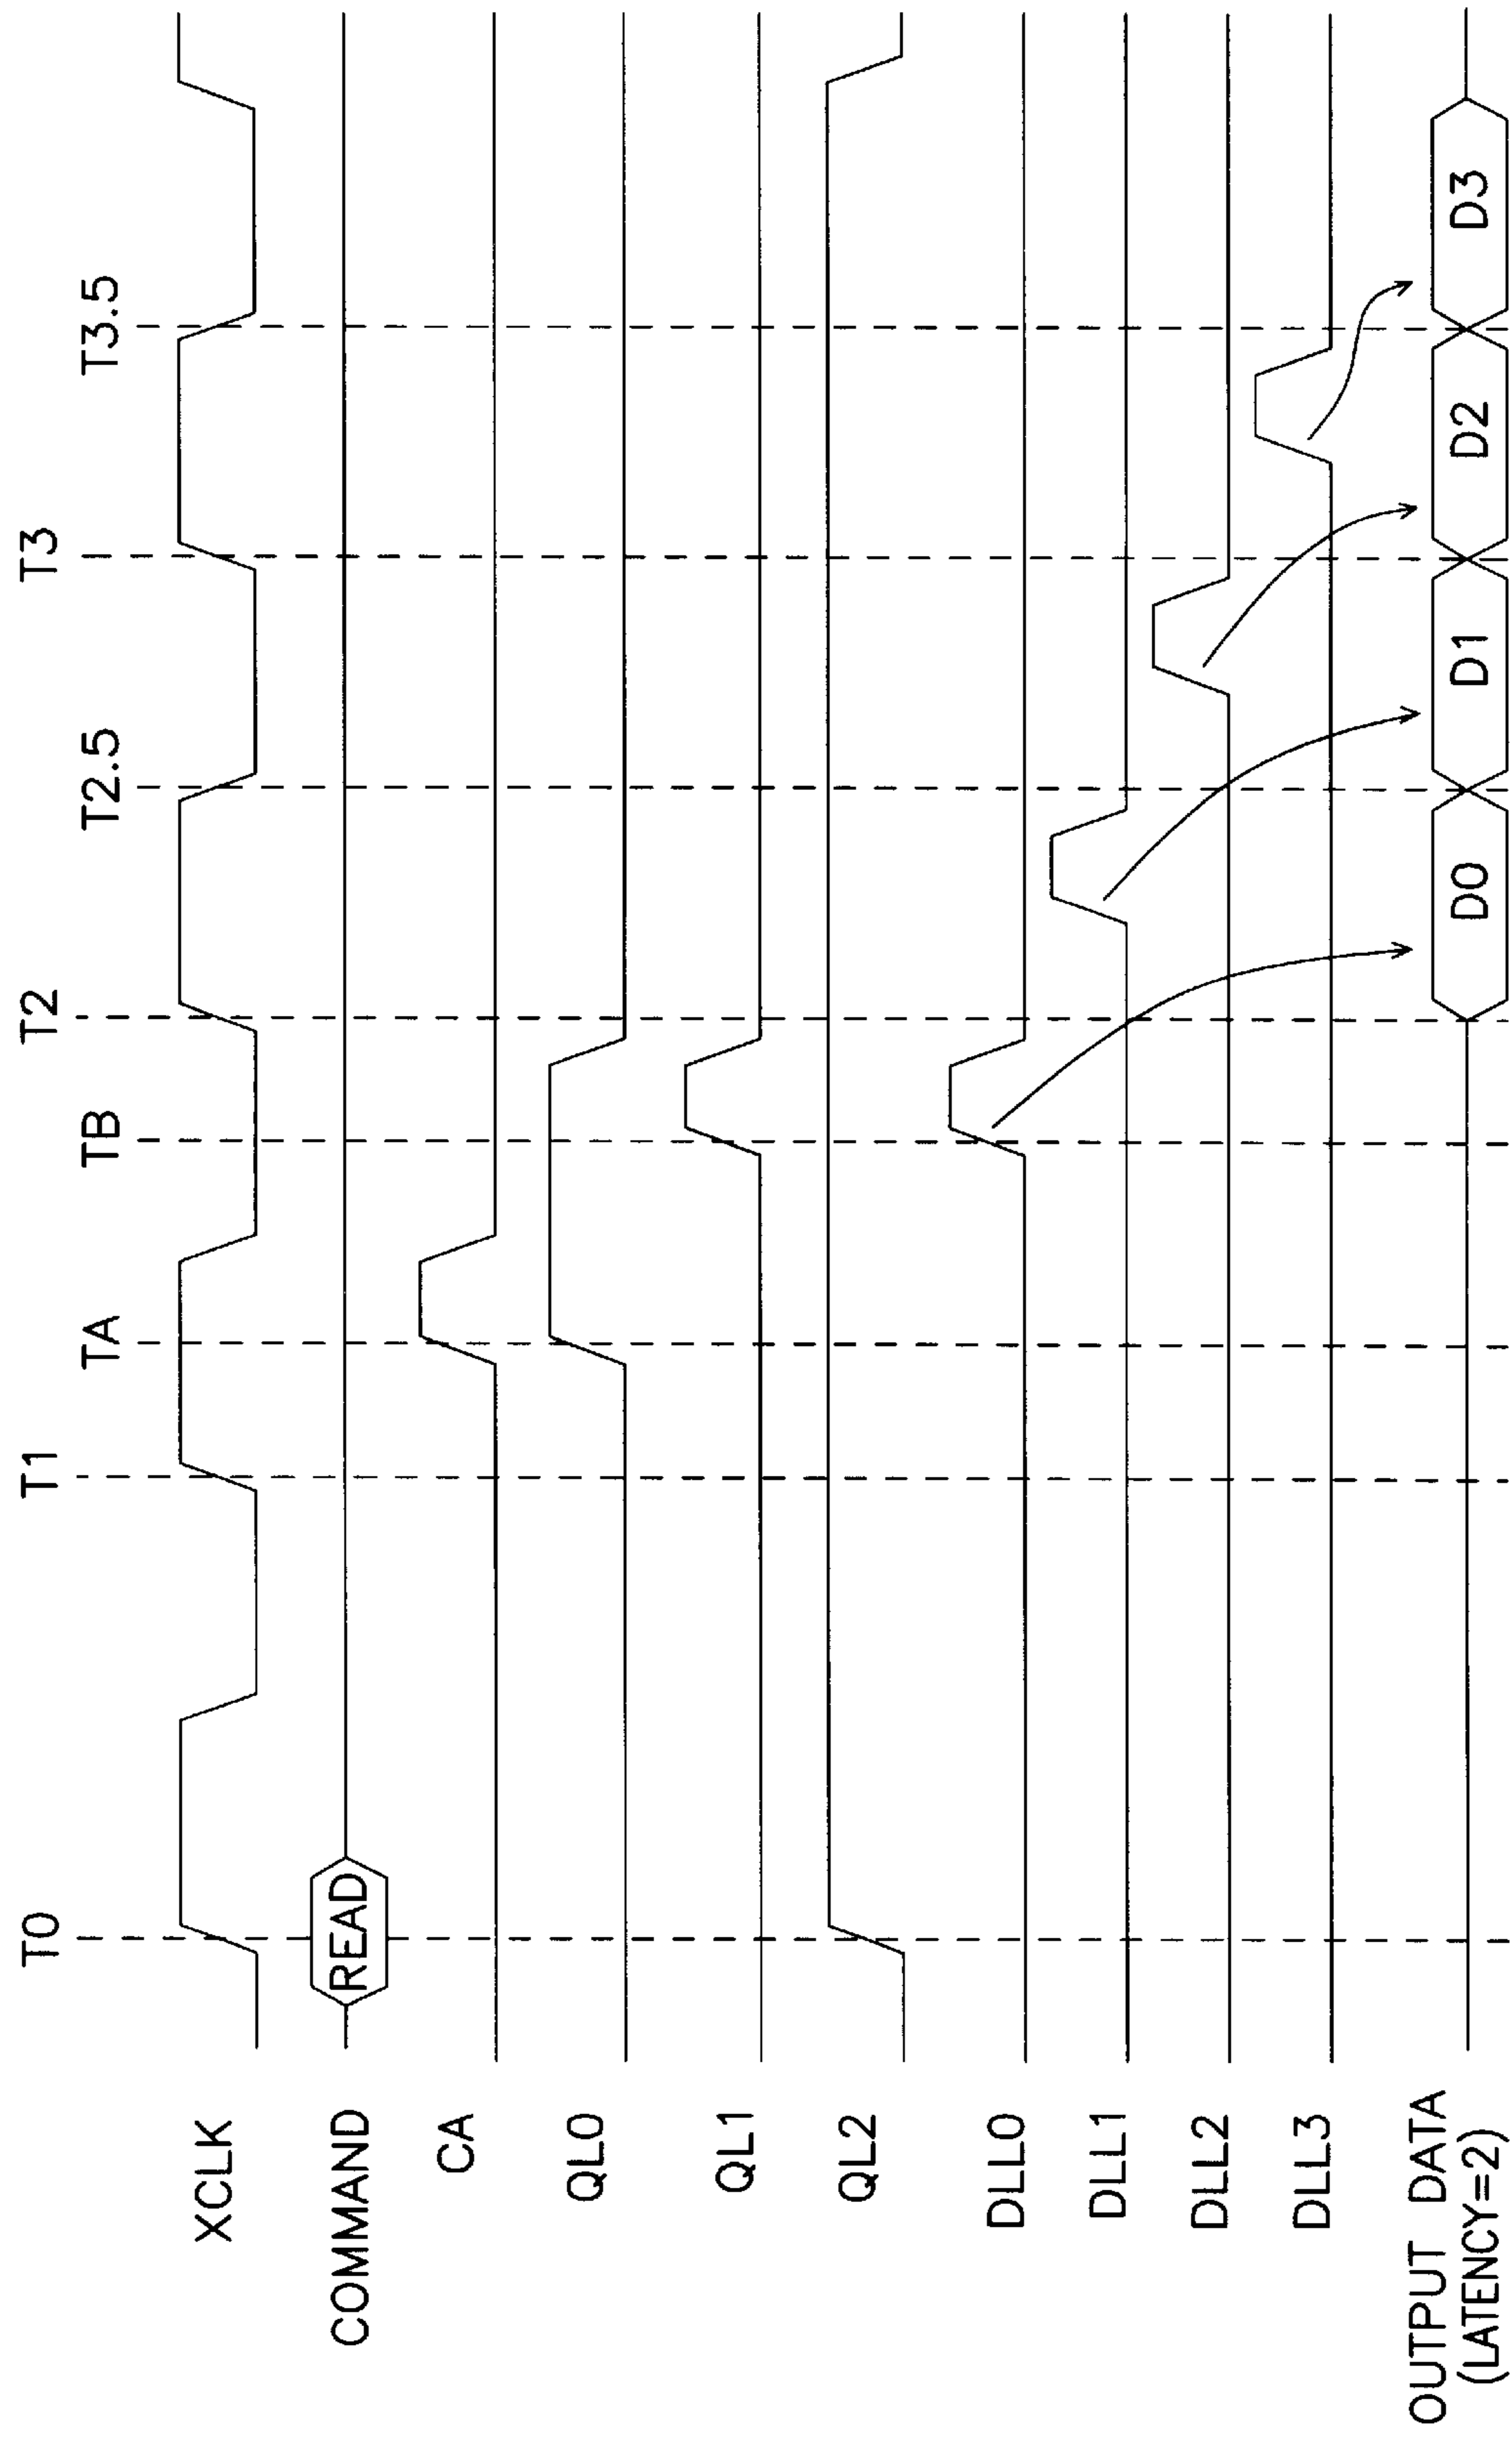 T0
T1
TA
TB
T2
T2.5
T3
T3.5
XCLK
COMMAND
READ
CA
QL0
QL1
QL2
DLL0
DLL1
DLL2
DLL3
OUTPUT DATA
(LATENCY=2)
D0
D1
D2
D3